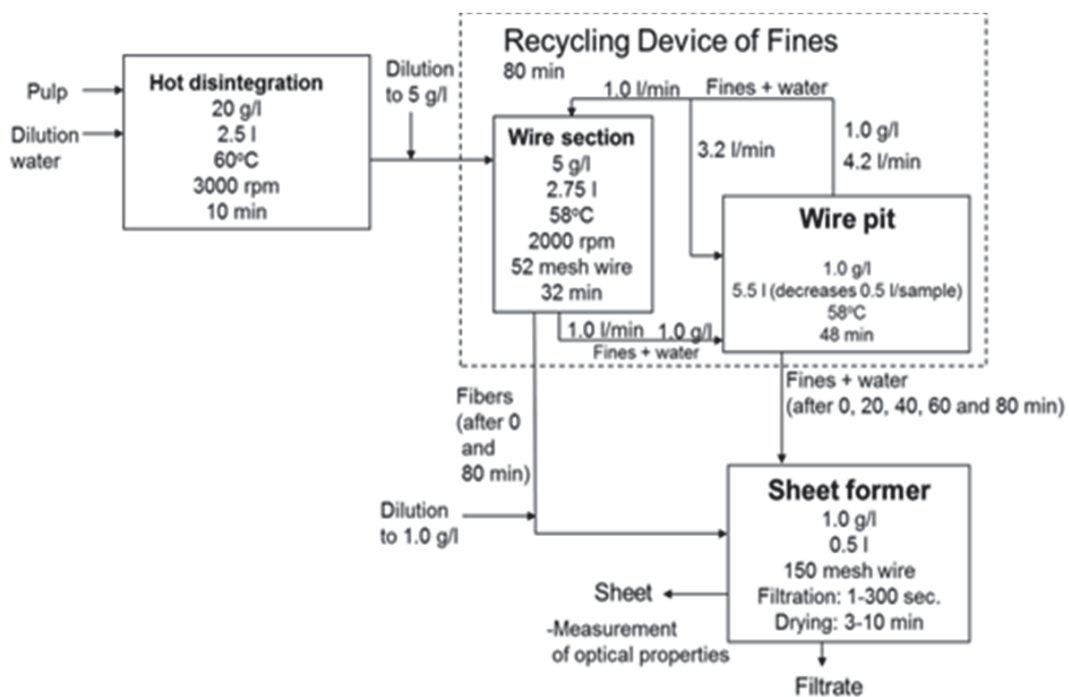 Pulp
Dilution
water
Hot disintegration
20 g/l
2.5 l
60°C
3000 rpm
10 min
Dilution
to 5 g/l
Recycling Device of Fines
80 min
1.0 l/min
Fines + water
Wire section
5 g/l
2.75 l
58°C
2000 rpm
52 mesh wire
32 min
3.2 l/min
1.0 g/l
4.2 l/min
Wire pit
1.0 g/l
5.5 l (decreases 0.5 l/sample)
58°C
48 min
1.0 l/min 1.0 g/l
Fines + water
Fibers
(after 0
and
80 min)
Fines + water
(after 0, 20, 40, 60 and 80 min)
Dilution
to 1.0 g/l
Sheet former
1.0 g/l
0.5 l
150 mesh wire
Filtration: 1-300 sec.
Drying: 3-10 min
Sheet
-Measurement
of optical properties
Filtrate